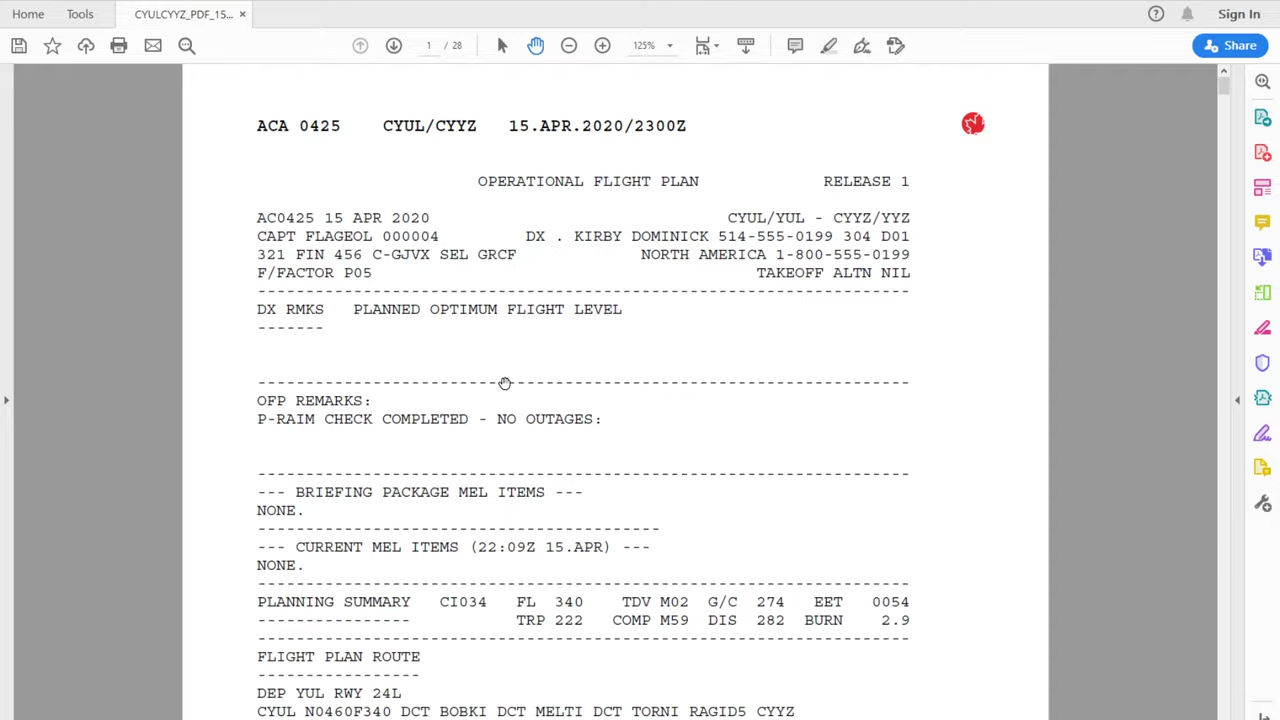 Home Tools CYULCYYZ_PDF_15... × Sign In
1 / 28 125% Share
ACA 0425 CYUL/CYYZ 15.APR.2020/2300Z
OPERATIONAL FLIGHT PLAN RELEASE 1
AC0425 15 APR 2020 CYUL/YUL - CYYZ/YYZ
CAPT FLAGEOL 000004 DX . KIRBY DOMINICK 514-555-0199 304 D01
321 FIN 456 C-GJVX SEL GRCF NORTH AMERICA 1-800-555-0199
F/FACTOR P05 TAKEOFF ALTN NIL
--------------------------------------------------------------------
DX RMKS PLANNED OPTIMUM FLIGHT LEVEL
-------
--------------------------------------------------------------------
OFP REMARKS:
P-RAIM CHECK COMPLETED - NO OUTAGES:
--------------------------------------------------------------------
--- BRIEFING PACKAGE MEL ITEMS ---
NONE.
------------------------------------------
--- CURRENT MEL ITEMS (22:09Z 15.APR) ---
NONE.
--------------------------------------------------------------------
PLANNING SUMMARY CI034 FL 340 TDV M02 G/C 274 EET 0054
---------------- TRP 222 COMP M59 DIS 282 BURN 2.9
--------------------------------------------------------------------
FLIGHT PLAN ROUTE
-----------------
DEP YUL RWY 24L
CYUL N0460F340 DCT BOBKI DCT MELTI DCT TORNI RAGID5 CYYZ